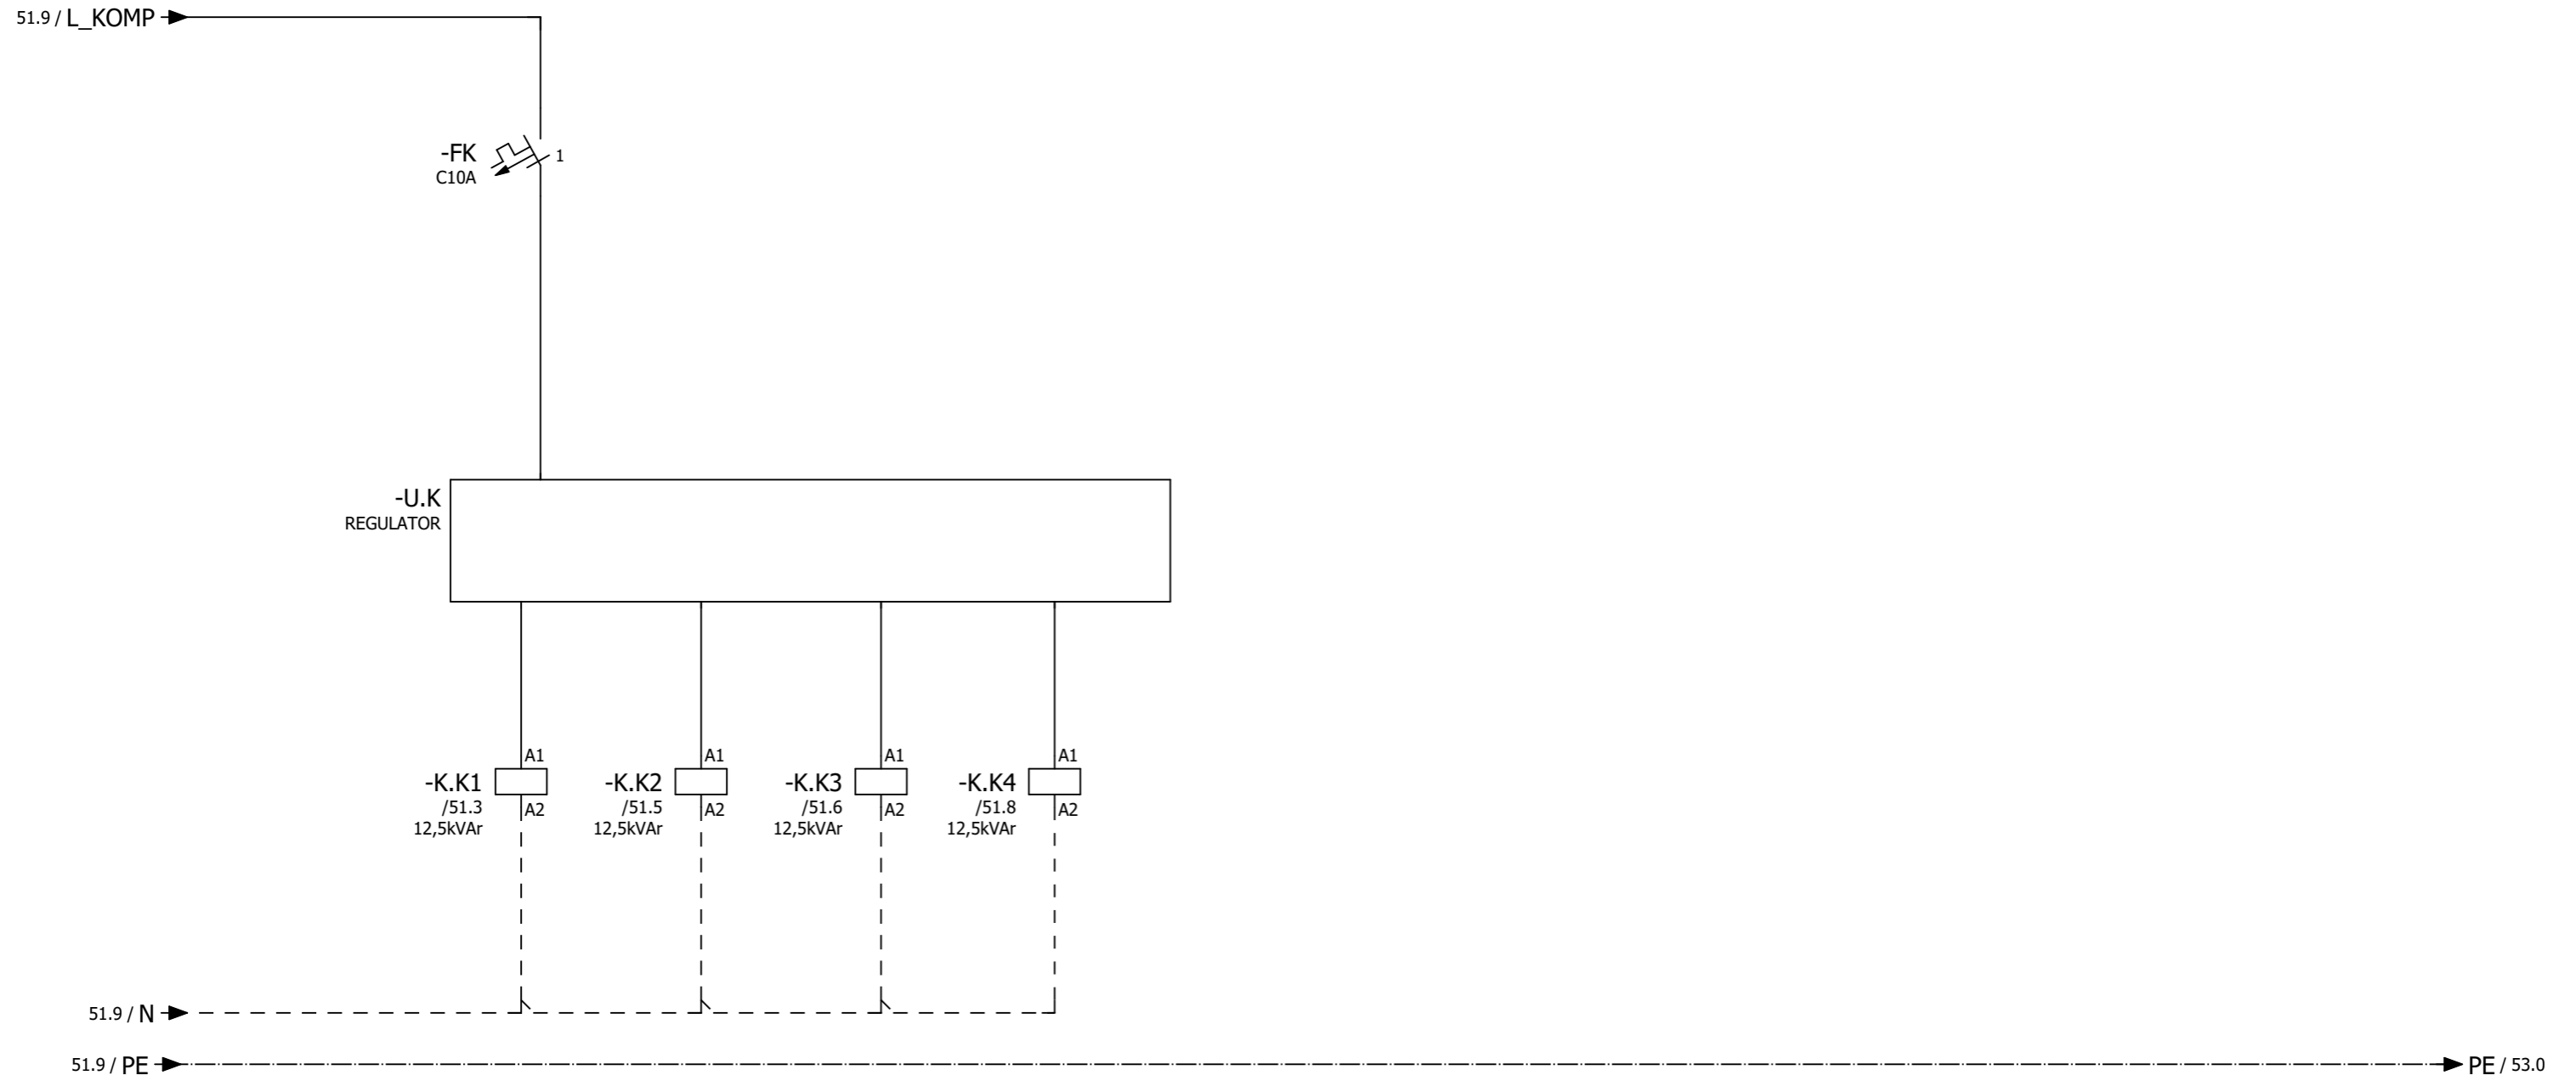 51.9 / L_KOMP
-FK
C10A
1
-U.K
REGULATOR
A1
-K.K1
/51.3
12,5kVAr
A2
A1
-K.K2
/51.5
12,5kVAr
A2
A1
-K.K3
/51.6
12,5kVAr
A2
A1
-K.K4
/51.8
12,5kVAr
A2
51.9 / N
51.9 / PE
PE / 53.0